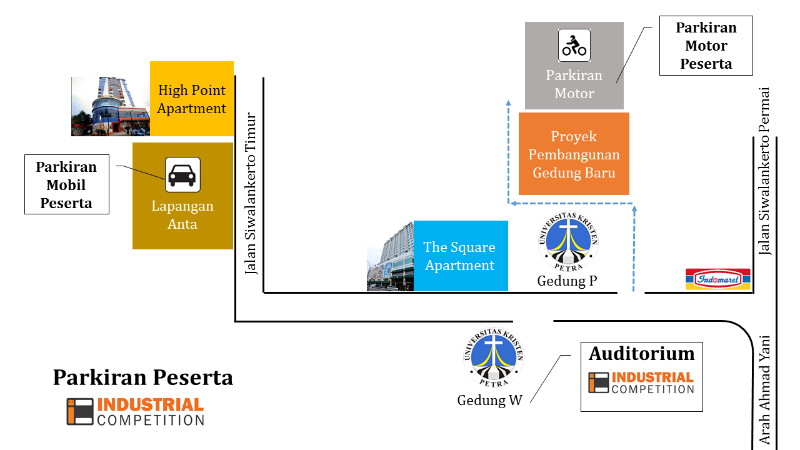 Parkiran
Motor
Peserta
Parkiran
Motor
High Point
Apartment
Jalan Siwalankerto Timur
Jalan Siwalankerto Permai
Proyek
Pembangunan
Gedung Baru
Parkiran
Mobil
Peserta
Lapangan
Anta
The Square
Apartment
UNIVERSITAS KRISTEN
PETRA
Gedung P
Indomaret
UNIVERSITAS KRISTEN
PETRA
Gedung W
Auditorium
INDUSTRIAL
COMPETITION
Arah Ahmad Yani
Parkiran Peserta
INDUSTRIAL
COMPETITION